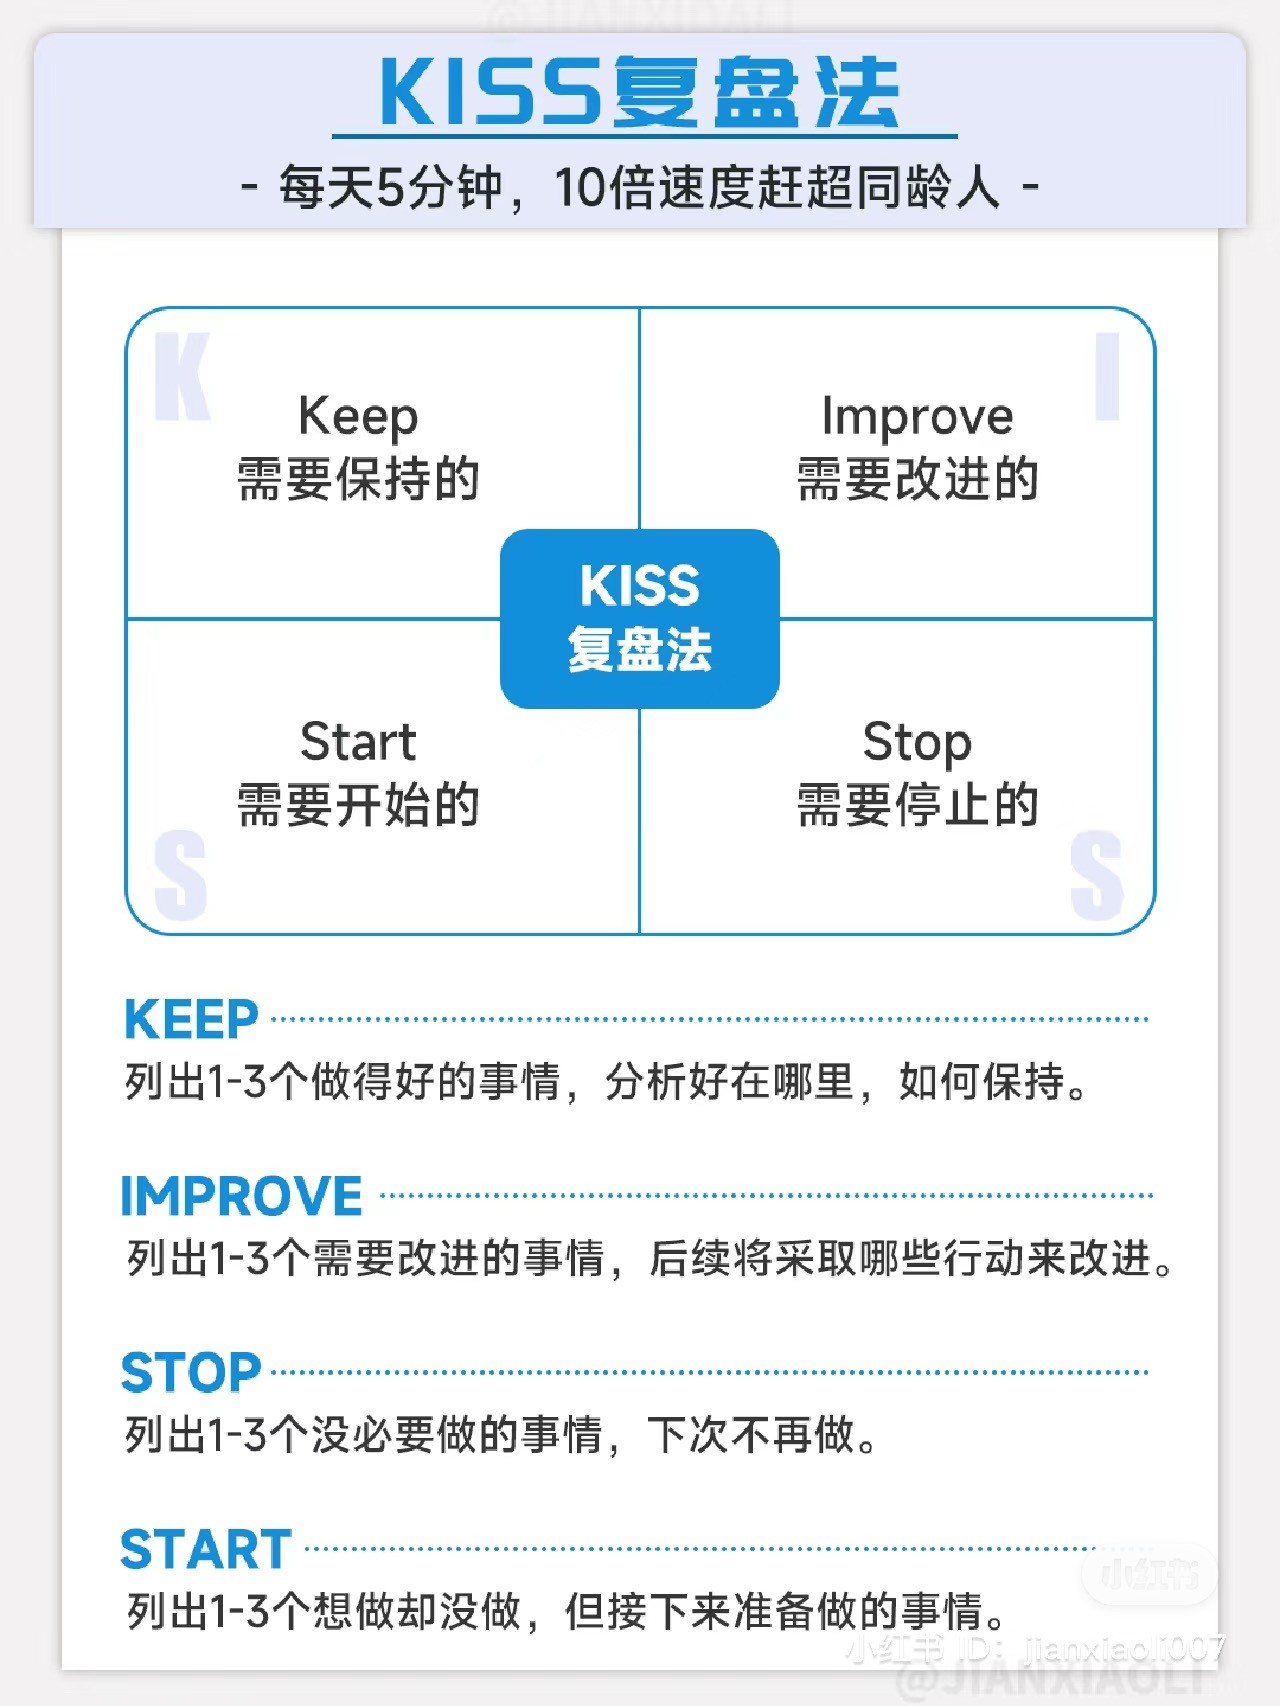 @JIANXIAOLI
KISS复盘法
- 每天5分钟，10倍速度赶超同龄人 -
K
I
Keep
需要保持的
Improve
需要改进的
KISS
复盘法
Start
需要开始的
Stop
需要停止的
S
S
KEEP
列出1-3个做得好的事情，分析好在哪里，如何保持。
IMPROVE
列出1-3个需要改进的事情，后续将采取哪些行动来改进。
STOP
列出1-3个没必要做的事情，下次不再做。
START
列出1-3个想做却没做，但接下来准备做的事情。
小红书
小红书 ID：jianxiaoli007
@JIANXIAOLI